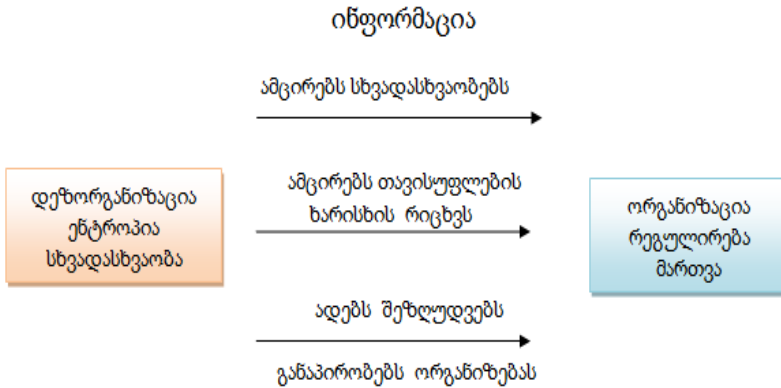 ინფორმაცია
ამცირებს სხვადასხვაობებს
დეზორგანიზაცია
ენტროპია
სხვადასხვაობა
ამცირებს თავისუფლების
ხარისხის რიცხვს
ორგანიზაცია
რეგულირება
მართვა
ადებს შეზღუდვებს
განაპირობებს ორგანიზებას